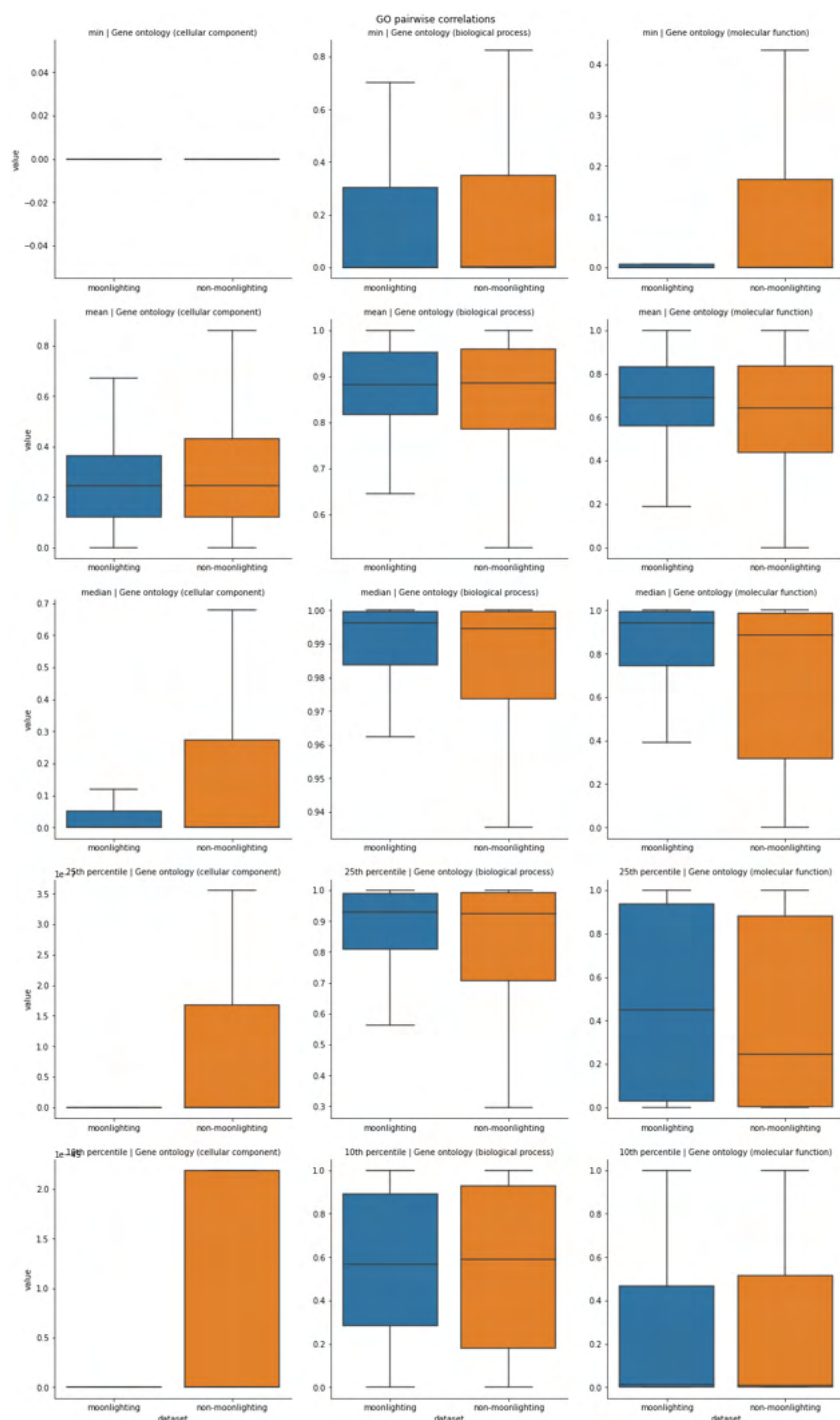 GO pairwise correlations
min | Gene ontology (cellular component)
min | Gene ontology (biological process)
min | Gene ontology (molecular function)
value
0.04
0.02
0.00
−0.02
−0.04
moonlighting
non-moonlighting
0.8
0.6
0.4
0.2
0.0
moonlighting
non-moonlighting
0.4
0.3
0.2
0.1
0.0
moonlighting
non-moonlighting
mean | Gene ontology (cellular component)
mean | Gene ontology (biological process)
mean | Gene ontology (molecular function)
value
0.8
0.6
0.4
0.2
0.0
moonlighting
non-moonlighting
1.0
0.9
0.8
0.7
0.6
moonlighting
non-moonlighting
1.0
0.8
0.6
0.4
0.2
0.0
moonlighting
non-moonlighting
median | Gene ontology (cellular component)
median | Gene ontology (biological process)
median | Gene ontology (molecular function)
value
0.7
0.6
0.5
0.4
0.3
0.2
0.1
0.0
moonlighting
non-moonlighting
1.00
0.99
0.98
0.97
0.96
0.95
0.94
moonlighting
non-moonlighting
1.0
0.8
0.6
0.4
0.2
0.0
moonlighting
non-moonlighting
25th percentile | Gene ontology (cellular component)
25th percentile | Gene ontology (biological process)
25th percentile | Gene ontology (molecular function)
value
3.5
3.0
2.5
2.0
1.5
1.0
0.5
0.0
moonlighting
non-moonlighting
1.0
0.9
0.8
0.7
0.6
0.5
0.4
0.3
moonlighting
non-moonlighting
1.0
0.8
0.6
0.4
0.2
0.0
moonlighting
non-moonlighting
percentile | Gene ontology (cellular component)
10th percentile | Gene ontology (biological process)
10th percentile | Gene ontology (molecular function)
value
2.0
1.5
1.0
0.5
0.0
moonlighting
non-moonlighting
dataset
1.0
0.8
0.6
0.4
0.2
0.0
moonlighting
non-moonlighting
dataset
1.0
0.8
0.6
0.4
0.2
0.0
moonlighting
non-moonlighting
dataset